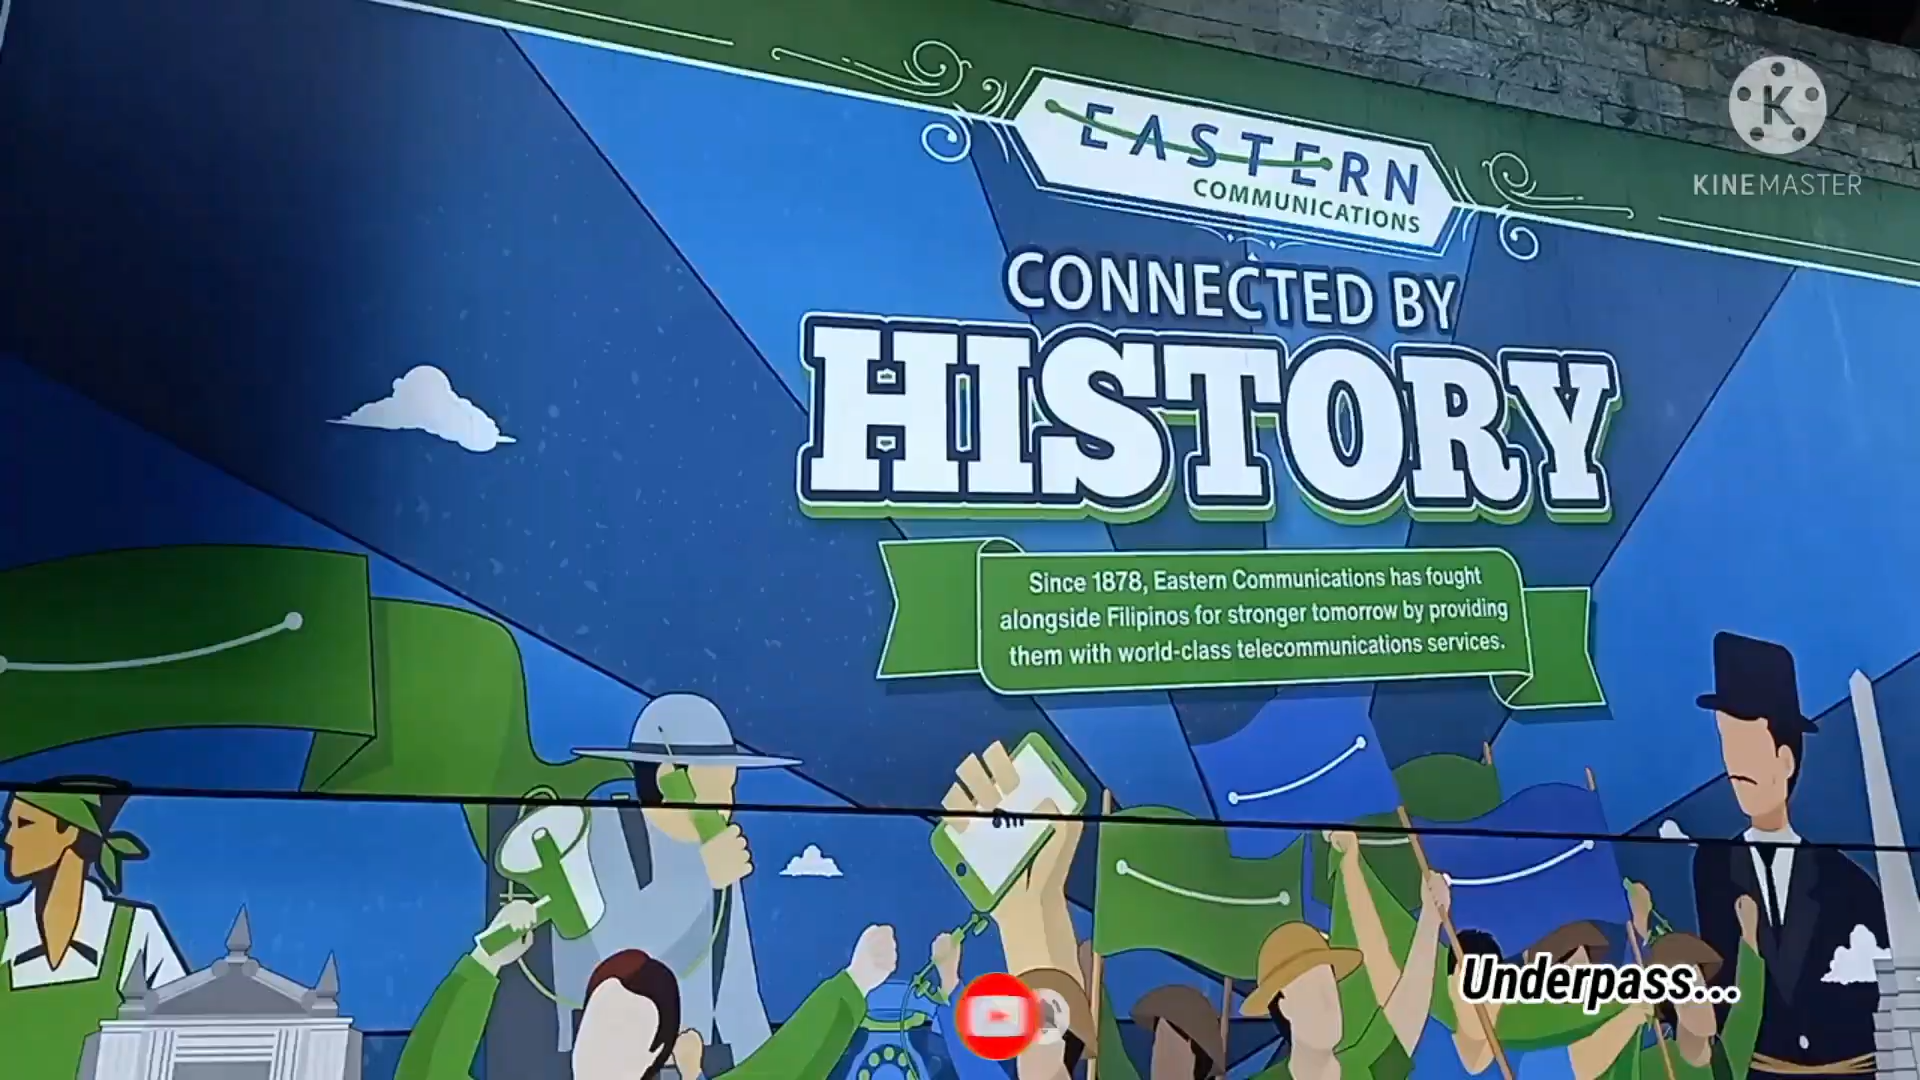 EASTERN
COMMUNICATIONS
K
KINEMASTER
CONNECTED BY
HISTORY
Since 1878, Eastern Communications has fought
alongside Filipinos for stronger tomorrow by providing
them with world-class telecommunications services.
Underpass...